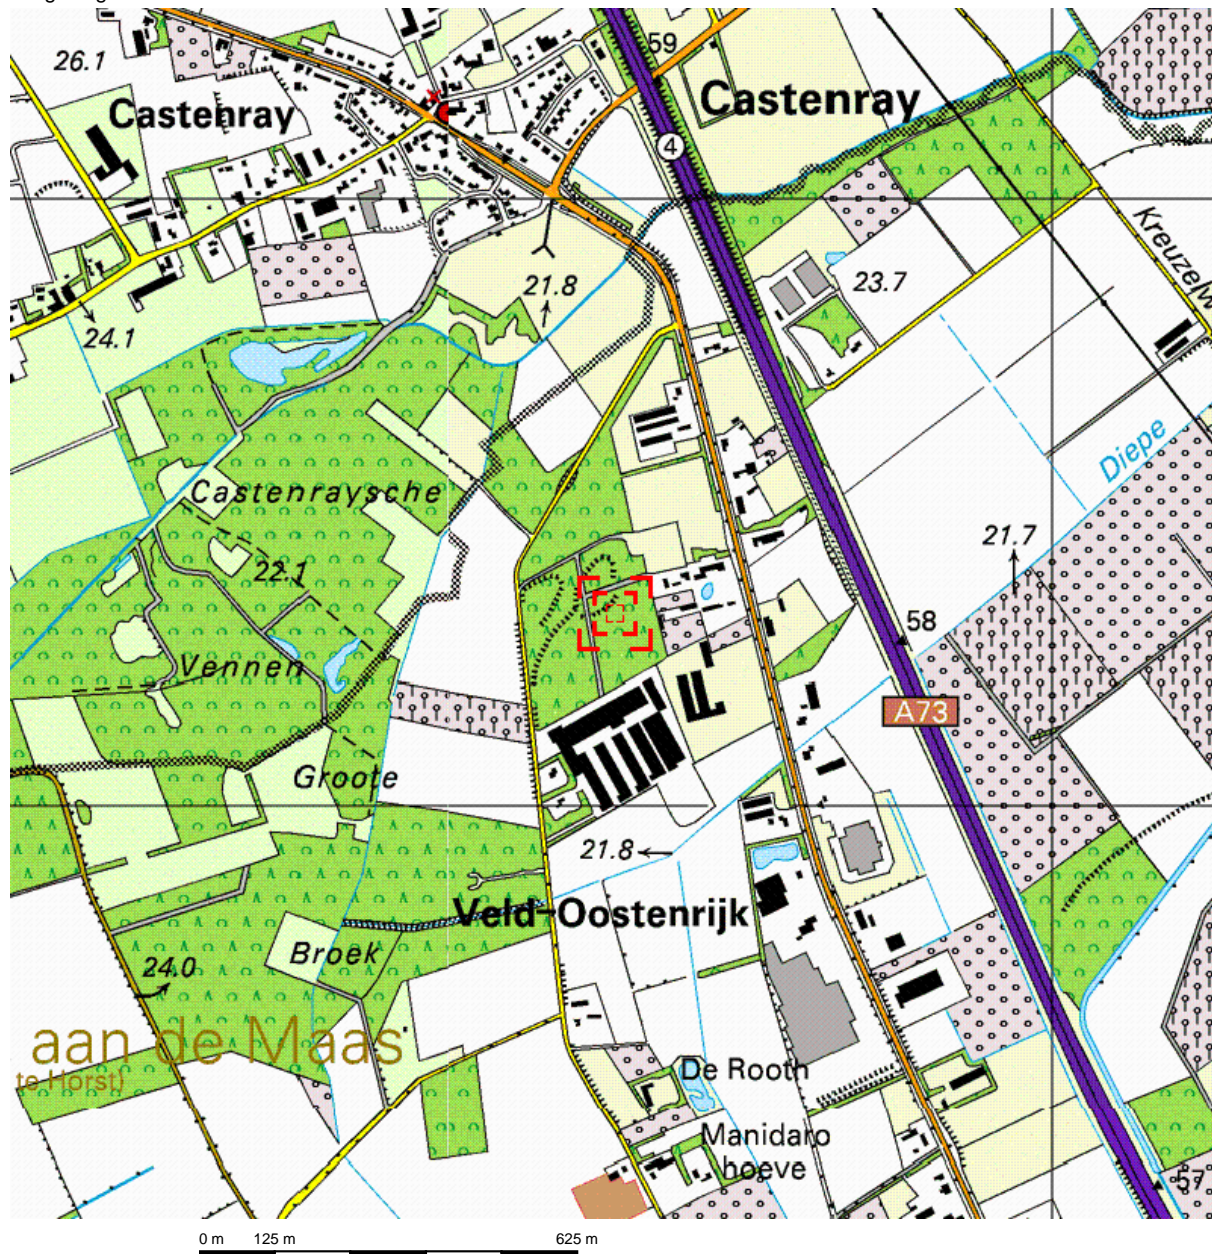 59
26.1
Castenray
Castenray
4
Kreuzelw
21.8
23.7
24.1
Diepe
Castenraysche
21.7
22.1
58
Vennen
A73
Groote
21.8
Veld-Oostenrijk
Broek
24.0
aan de Maas
te Horst)
De Rooth
Manidaro
hoeve
57
0 m 125 m 625 m